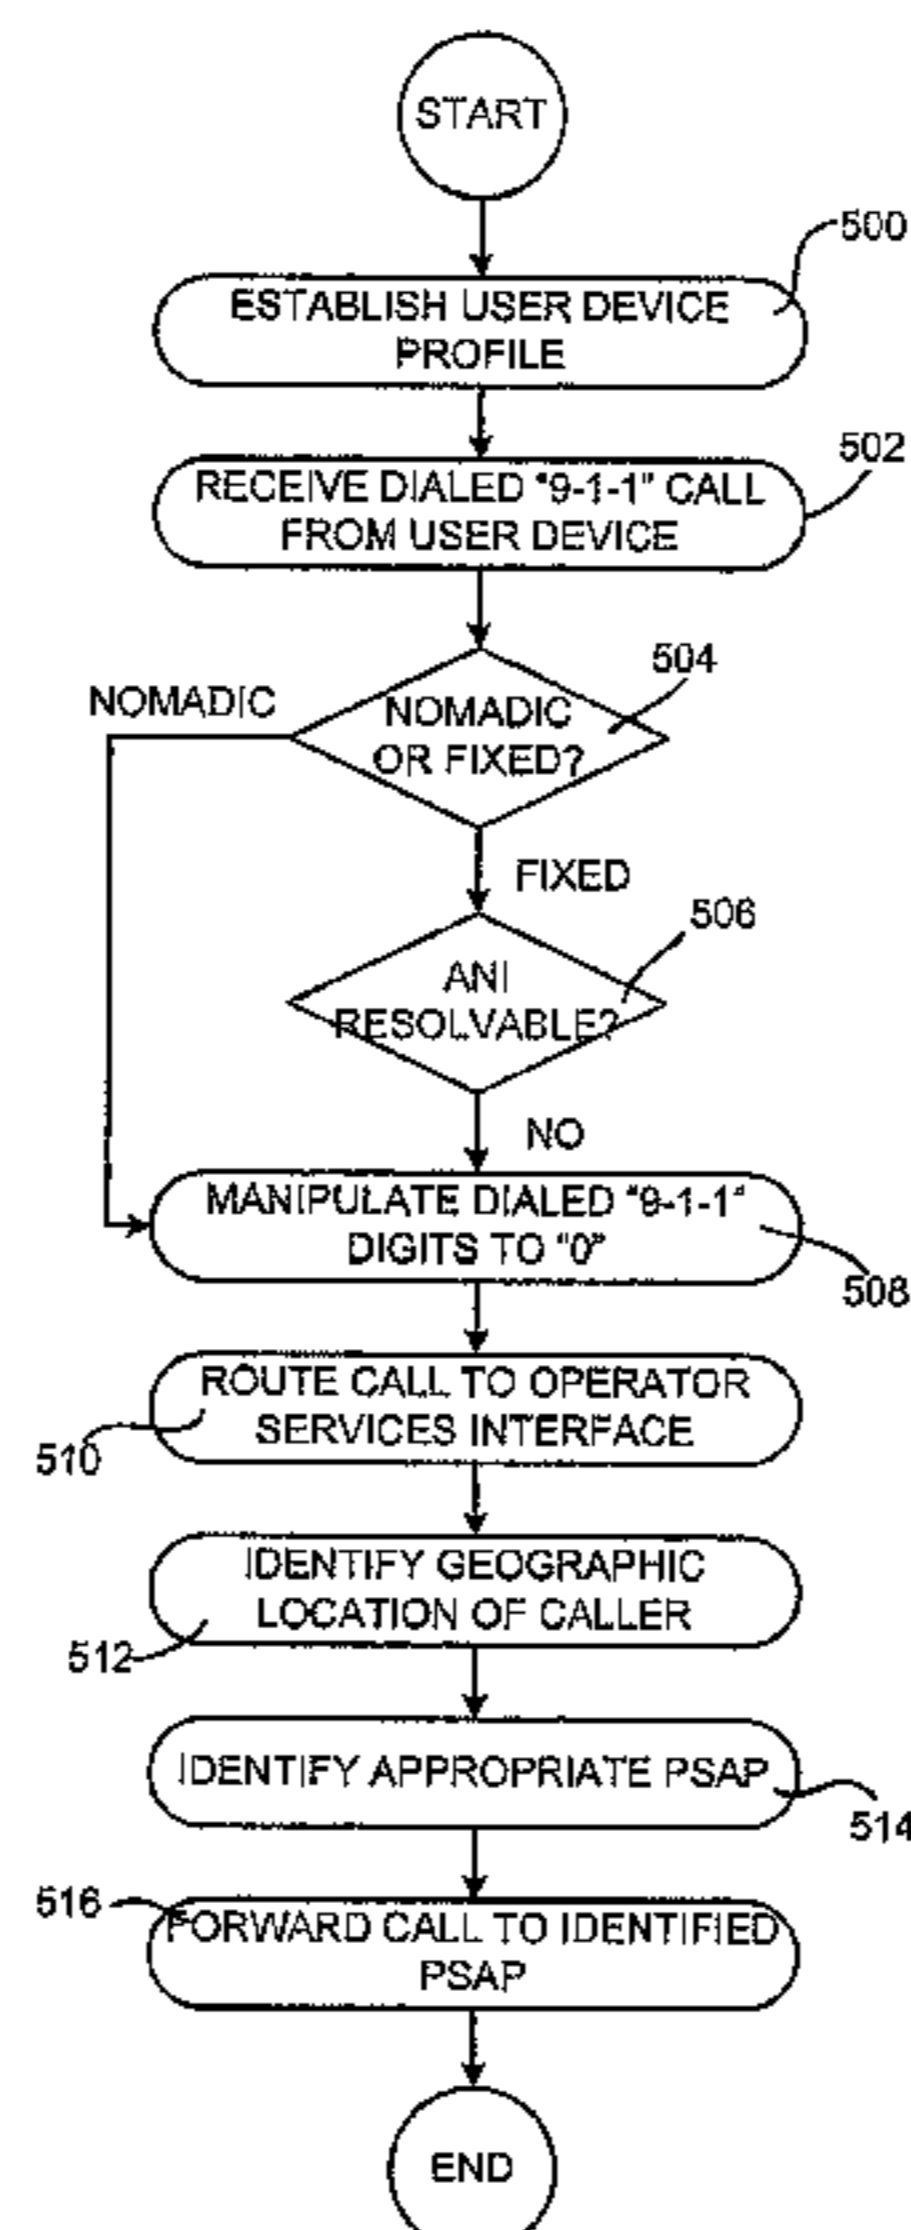 START
500
ESTABLISH USER DEVICE
PROFILE
502
RECEIVE DIALED "9-1-1" CALL
FROM USER DEVICE
504
NOMADIC
NOMADIC
OR FIXED?
FIXED
506
ANI
RESOLVABLE?
NO
MANIPULATE DIALED "9-1-1"
DIGITS TO "0"
508
ROUTE CALL TO OPERATOR
SERVICES INTERFACE
510
IDENTIFY GEOGRAPHIC
LOCATION OF CALLER
512
IDENTIFY APPROPRIATE PSAP
514
516
FORWARD CALL TO IDENTIFIED
PSAP
END